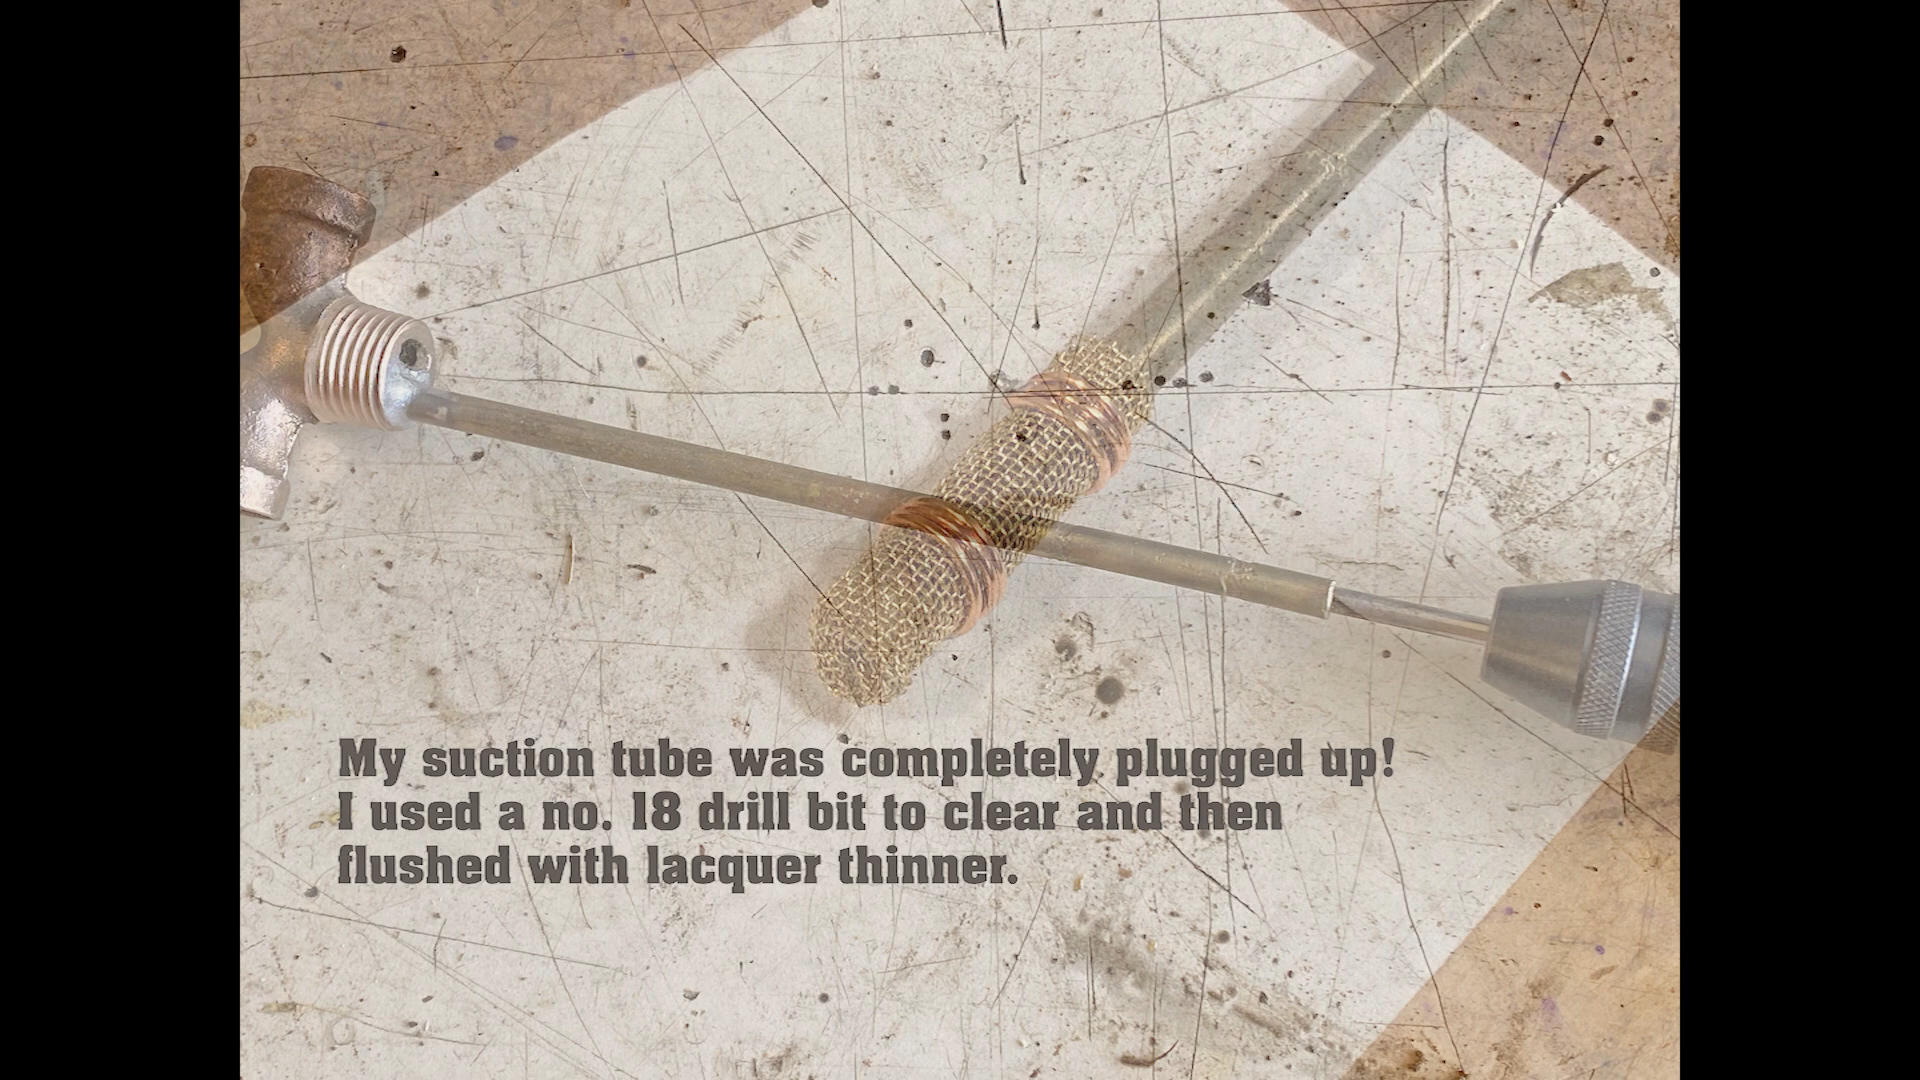 My suction tube was completely plugged up!
I used a no. 18 drill bit to clear and then
flushed with lacquer thinner.